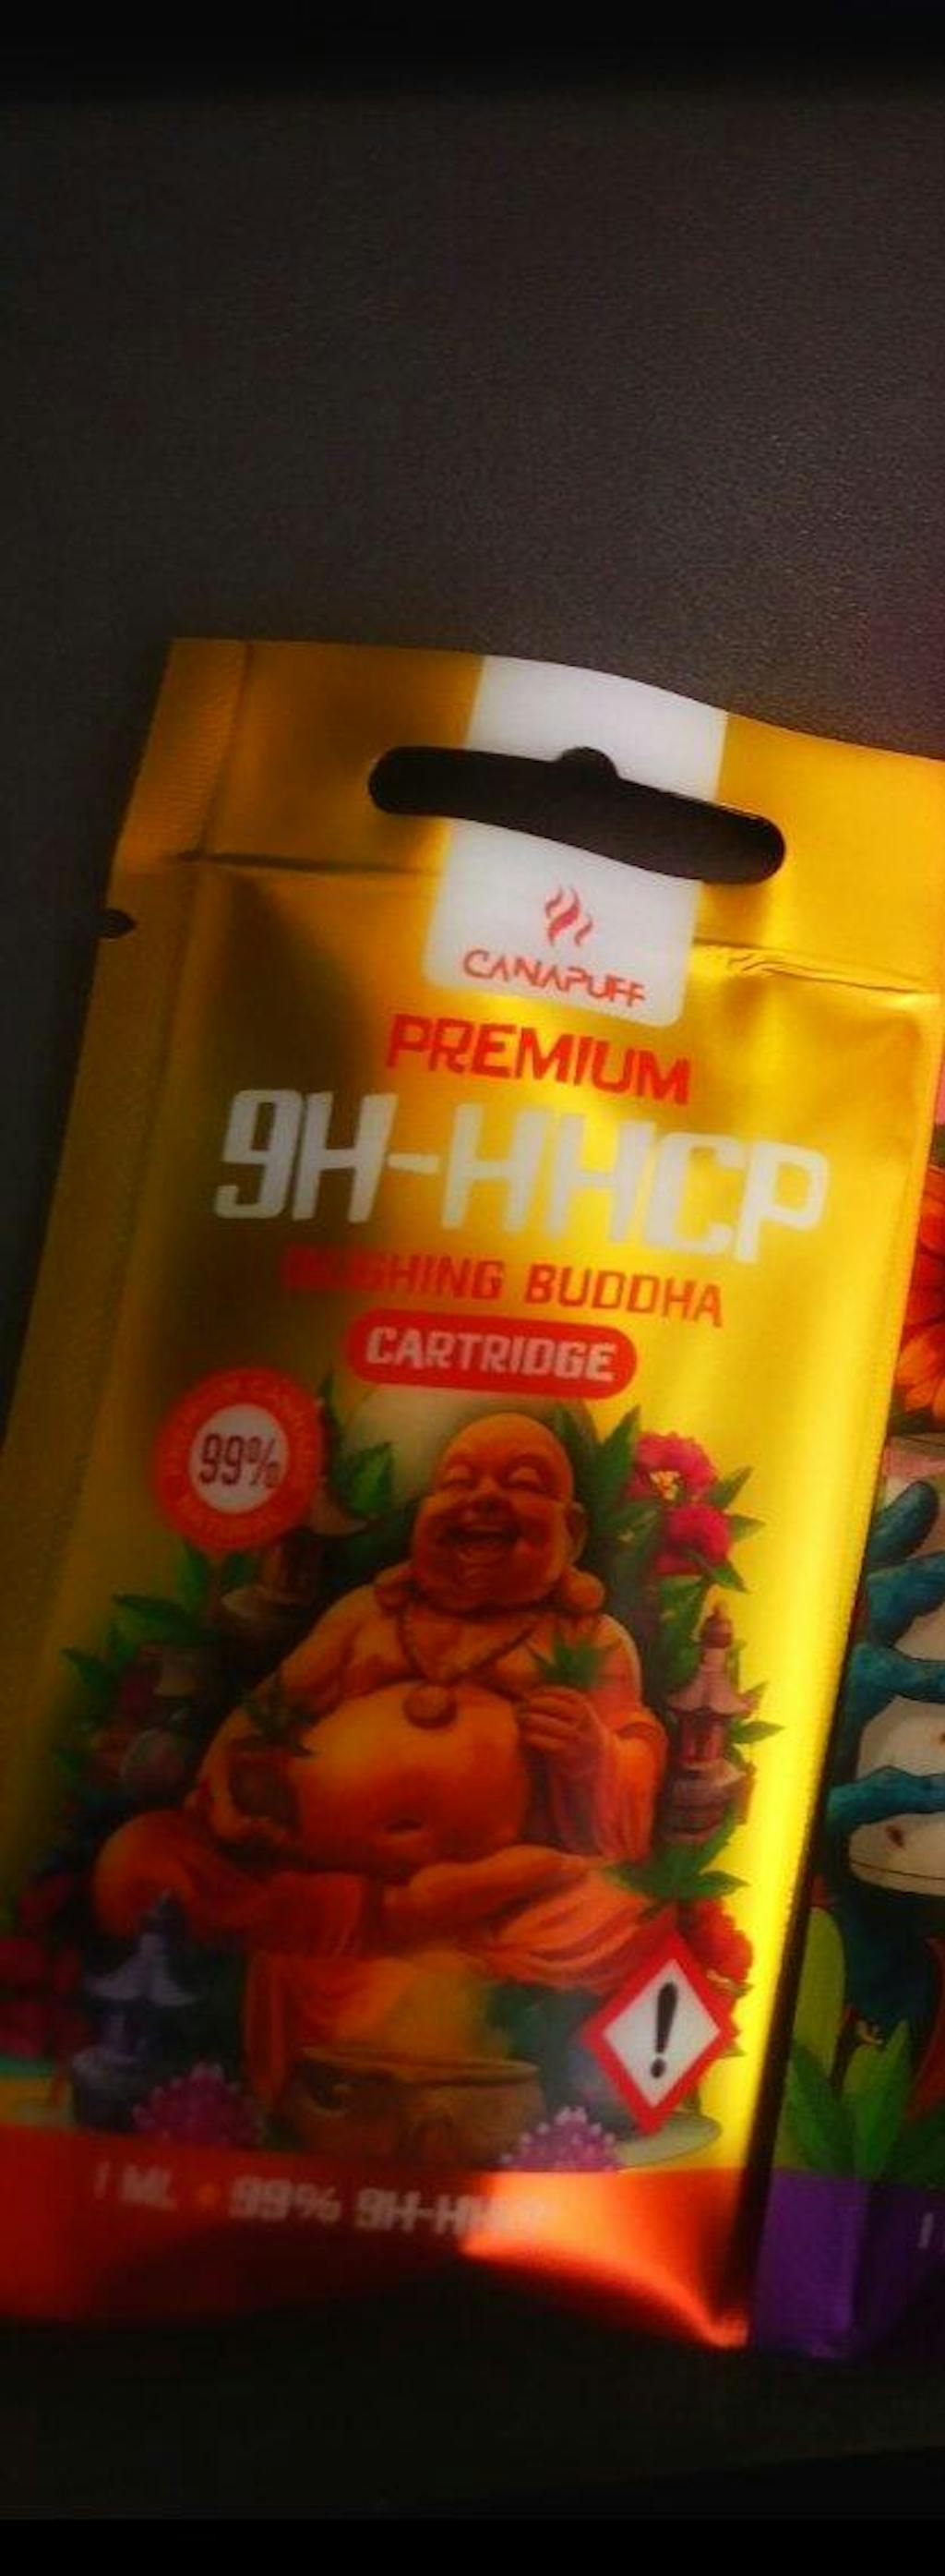 CANAPUFF
PREMIUM
9H-HHCP
BUDDHA
CARTRIDGE
99%
1 ML • 99%